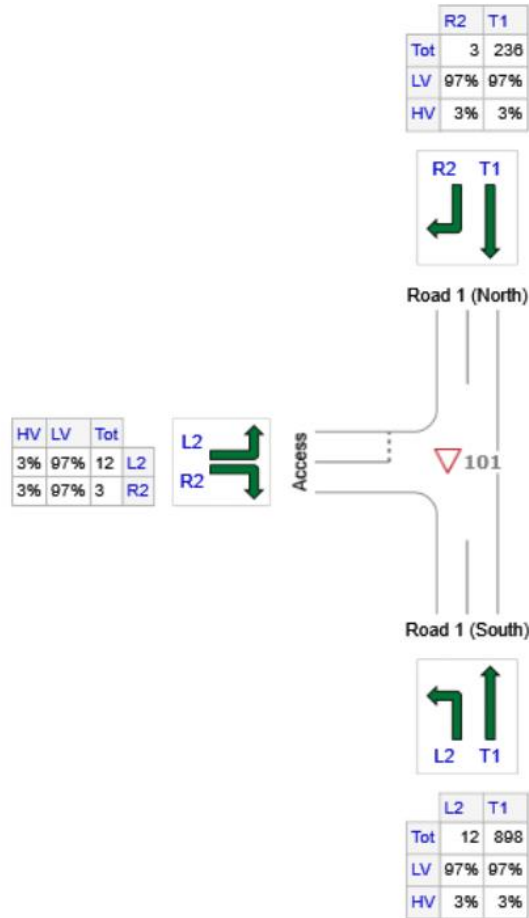 R2 T1
Tot 3 236
LV 97% 97%
HV 3% 3%
R2 T1
Road 1 (North)
HV LV Tot
3% 97% 12 L2
3% 97% 3 R2
L2
R2
Access
101
Road 1 (South)
L2 T1
L2 T1
Tot 12 898
LV 97% 97%
HV 3% 3%